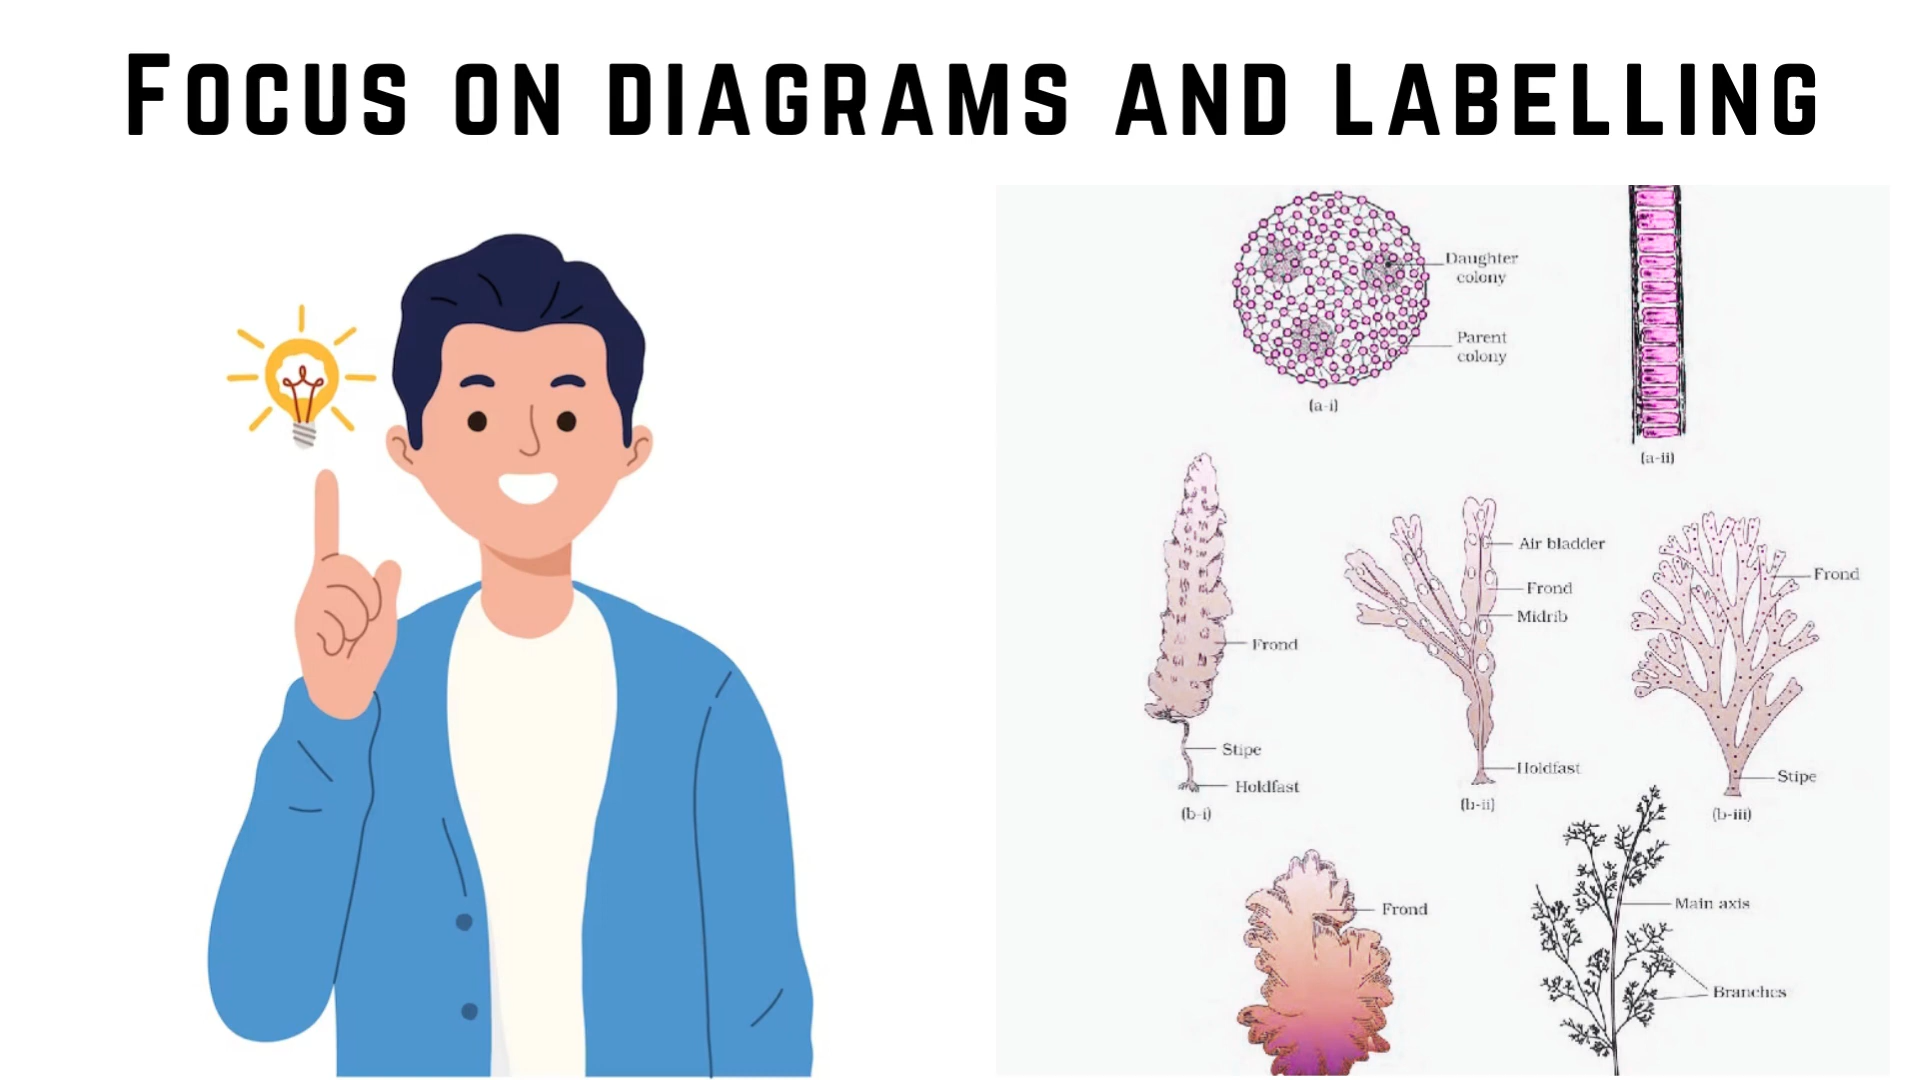 Focus on diagrams and labelling
Daughter
colony
Parent
colony
(a-i)
(a-ii)
Frond
Stipe
Holdfast
(b-i)
Air bladder
Frond
Midrib
Holdfast
(b-ii)
Frond
Stipe
(b-iii)
Frond
Main axis
Branches